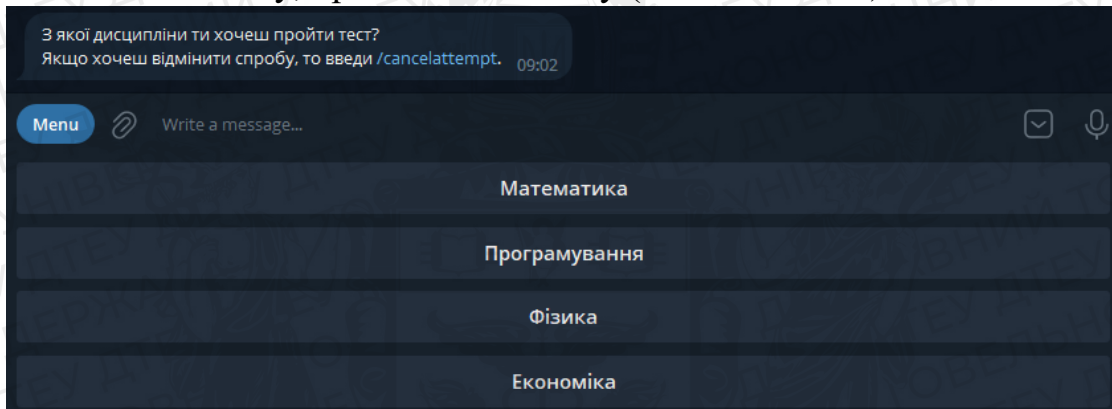 З якої дисципліни ти хочеш пройти тест?
Якщо хочеш відмінити спробу, то введи /cancelattempt.
09:02
Menu
Write a message...
Математика
Програмування
Фізика
Економіка